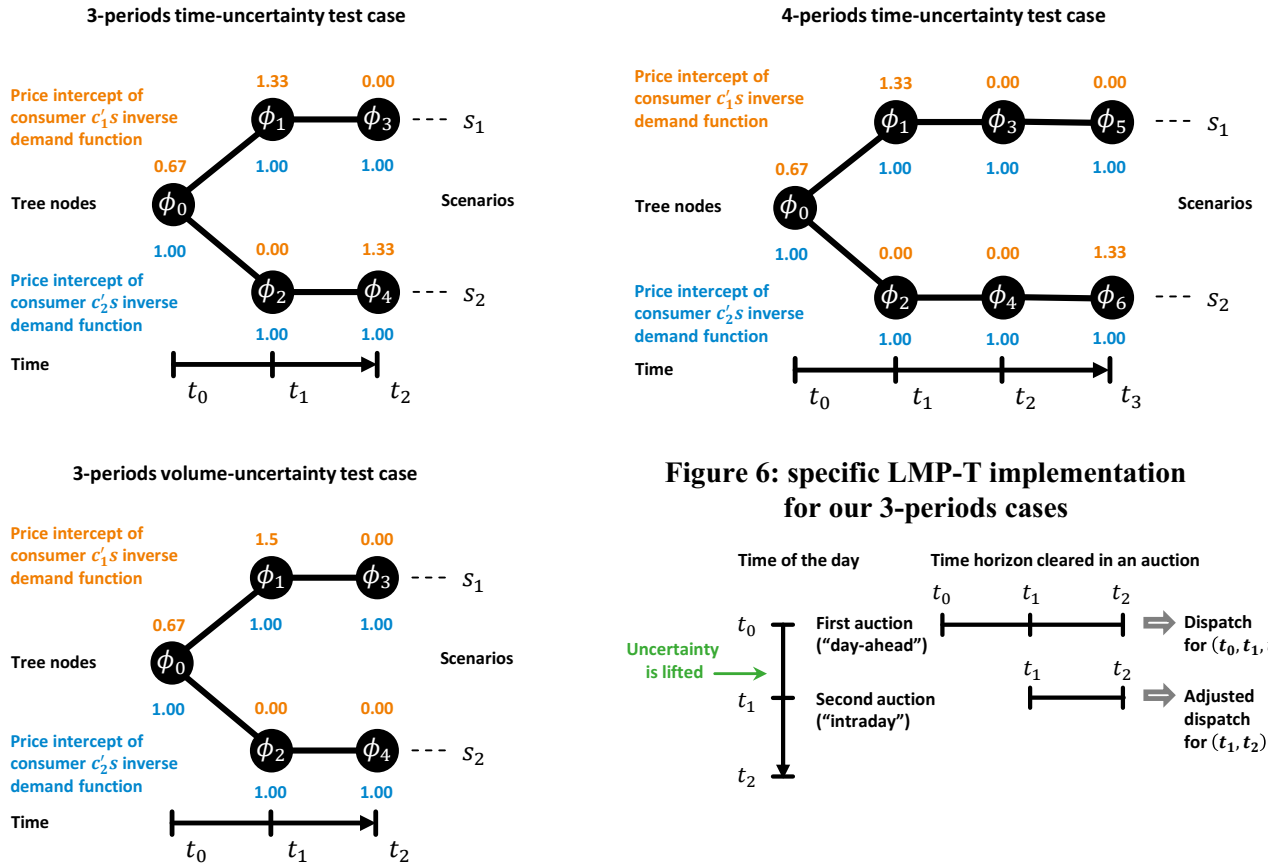 3-periods time-uncertainty test case
Price intercept of
consumer c₁'s inverse
demand function
1.33
0.00
ϕ₁
ϕ₃
s₁
0.67
1.00
1.00
Tree nodes
ϕ₀
Scenarios
1.00
0.00
1.33
Price intercept of
consumer c₂'s inverse
demand function
ϕ₂
ϕ₄
s₂
1.00
1.00
Time
t₀
t₁
t₂
4-periods time-uncertainty test case
Price intercept of
consumer c₁'s inverse
demand function
1.33
0.00
0.00
ϕ₁
ϕ₃
ϕ₅
s₁
0.67
1.00
1.00
1.00
Tree nodes
ϕ₀
Scenarios
1.00
0.00
0.00
1.33
Price intercept of
consumer c₂'s inverse
demand function
ϕ₂
ϕ₄
ϕ₆
s₂
1.00
1.00
1.00
Time
t₀
t₁
t₂
t₃
3-periods volume-uncertainty test case
Price intercept of
consumer c₁'s inverse
demand function
1.5
0.00
ϕ₁
ϕ₃
s₁
0.67
1.00
1.00
Tree nodes
ϕ₀
Scenarios
1.00
0.00
0.00
Price intercept of
consumer c₂'s inverse
demand function
ϕ₂
ϕ₄
s₂
1.00
1.00
Time
t₀
t₁
t₂
Figure 6: specific LMP-T implementation
for our 3-periods cases
Time of the day
Time horizon cleared in an auction
t₀
t₁
t₂
t₀
First auction
("day-ahead")
Dispatch
for (t₀, t₁,
Uncertainty
is lifted
t₁
t₂
t₁
Second auction
("intraday")
Adjusted
dispatch
for (t₁, t₂)
t₂